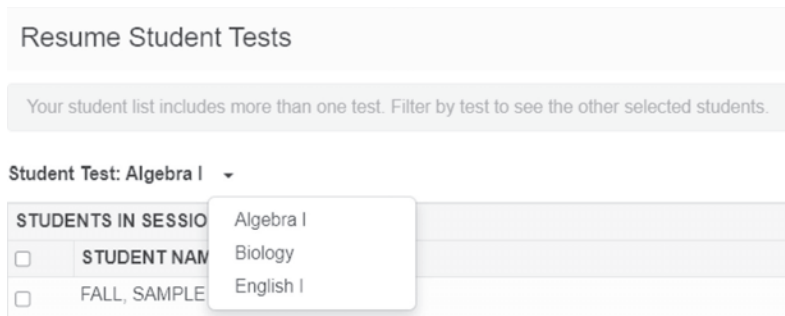 Resume Student Tests
Your student list includes more than one test. Filter by test to see the other selected students.
Student Test: Algebra I
Algebra I
Biology
English I
STUDENTS IN SESSIO
STUDENT NAM
FALL, SAMPLE